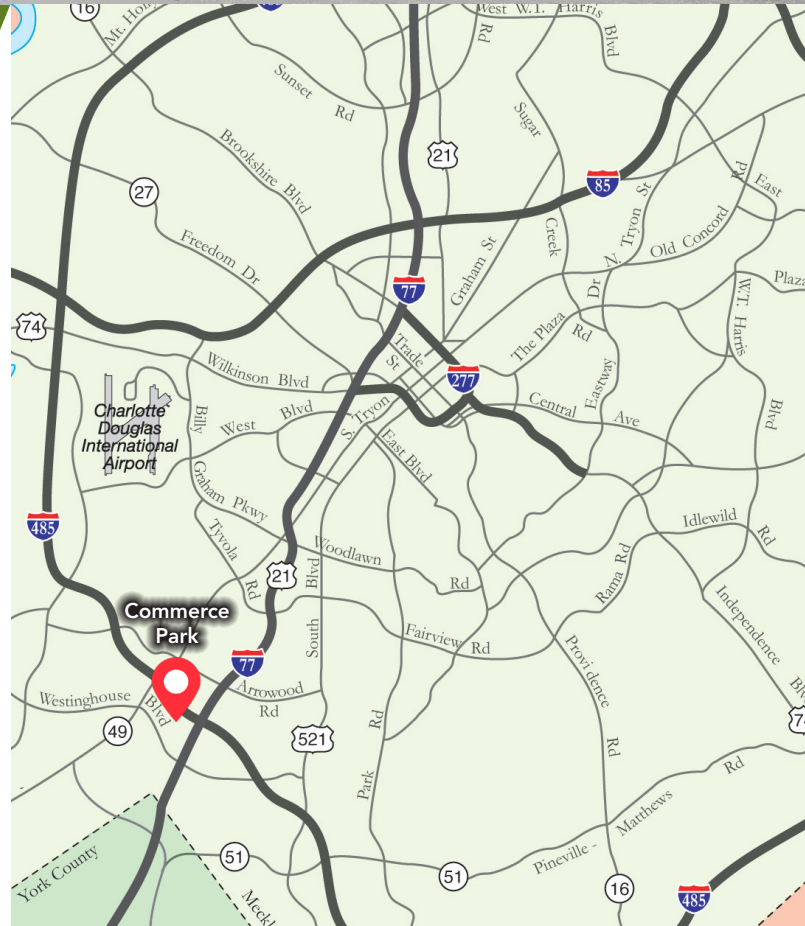 16
Mt. Holly
West W.T. Harris
Blvd
Rd
Sunset
Rd
Sugar
Creek
Rd
Brookshire Blvd
21
85
27
Freedom Dr
Graham St
N. Tryon St
Old Concord
Rd
East
W.T. Harris
Blvd
Plaza
77
74
Trade
St
The Plaza
Dr
Eastway
277
Wilkinson Blvd
Charlotte
Douglas
International
Airport
Billy
Graham Pkwy
West Blvd
S. Tryon
East Blvd
Central Ave
485
Tyvola
Rd
Woodlawn
Rd
21
Idlewild
Rd
Rama Rd
Independence
Commerce
Park
South
Blvd
Fairview Rd
Providence
Rd
77
Arrowood
Rd
Westinghouse
Blvd
49
521
Park
Rd
Pineville -
Matthews
Rd
York County
51
51
16
485